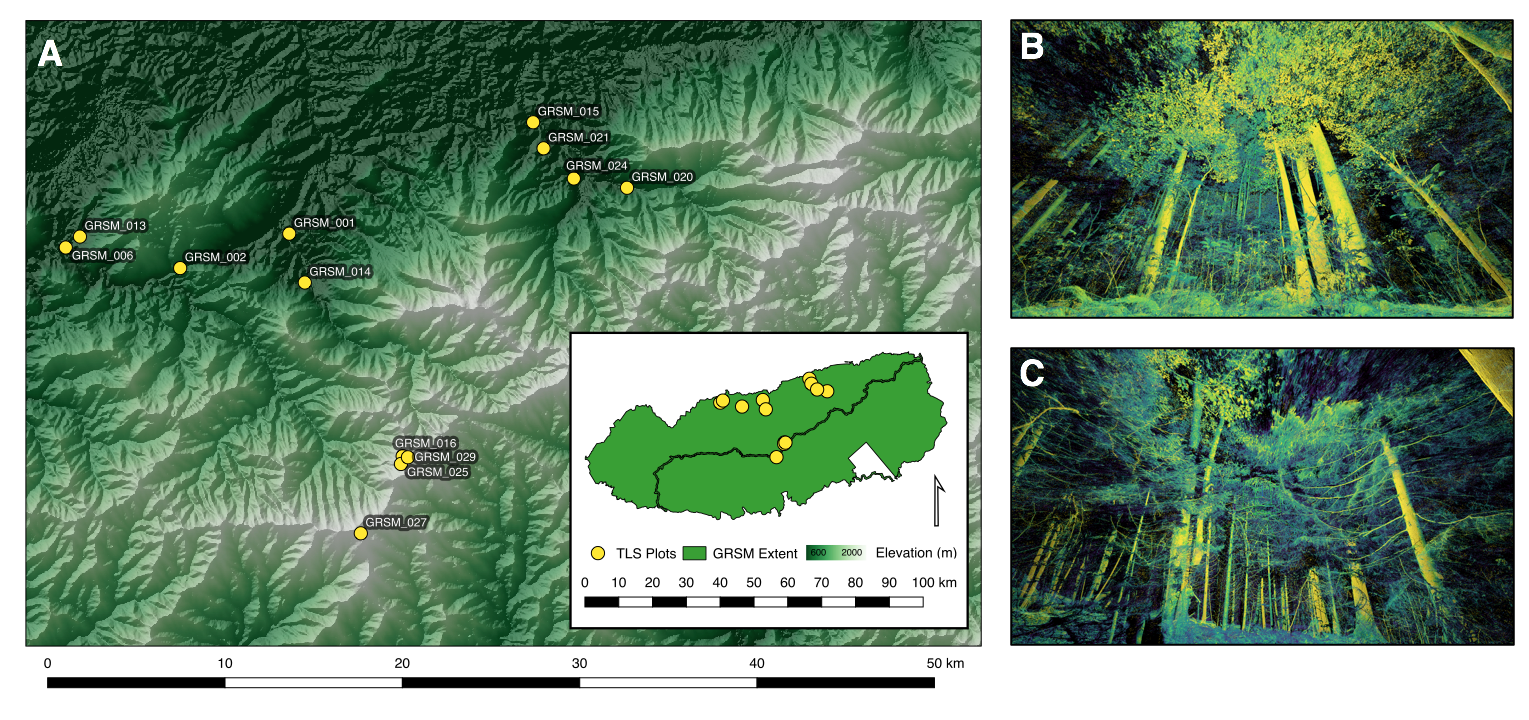 A
GRSM_015
GRSM_021
GRSM_024
GRSM_020
GRSM_013
GRSM_001
GRSM_006
GRSM_002
GRSM_014
GRSM_016
GRSM_029
GRSM_025
GRSM_027
TLS Plots GRSM Extent 600 2000 Elevation (m)
0 10 20 30 40 50 60 70 80 90 100 km
0 10 20 30 40 50 km
B
C